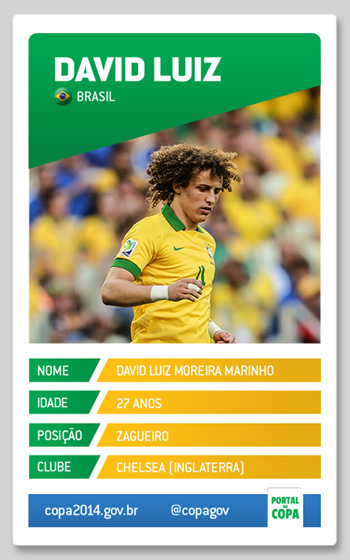 DAVID LUIZ
BRASIL
NOME DAVID LUIZ MOREIRA MARINHO
IDADE 27 ANOS
POSIÇÃO ZAGUEIRO
CLUBE CHELSEA (INGLATERRA)
copa2014.gov.br @copagov
PORTAL
DA
COPA